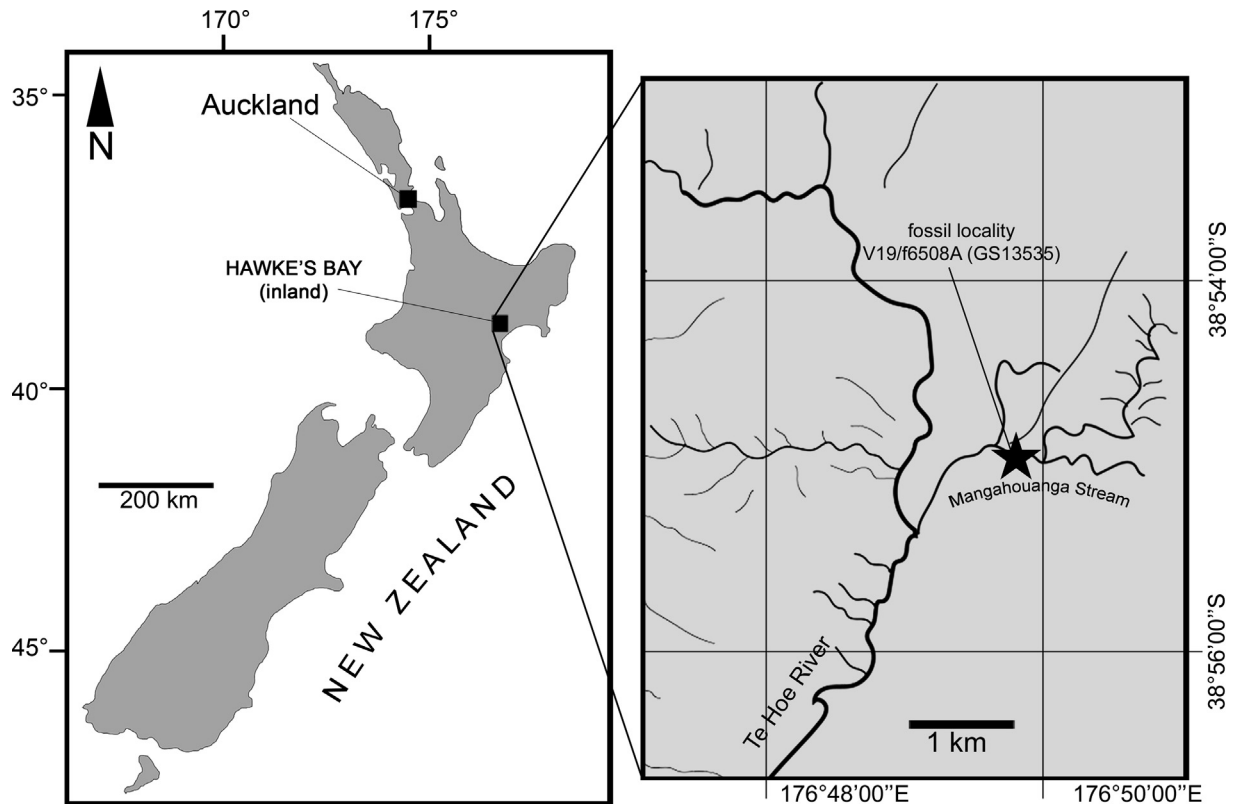 170°
175°
35°
40°
45°
N
Auckland
HAWKE'S BAY
(inland)
200 km
NEW ZEALAND
fossil locality
V19/f6508A (GS13535)
Mangahouanga Stream
Te Hoe River
1 km
38°54'00"S
38°56'00"S
176°48'00"E
176°50'00"E